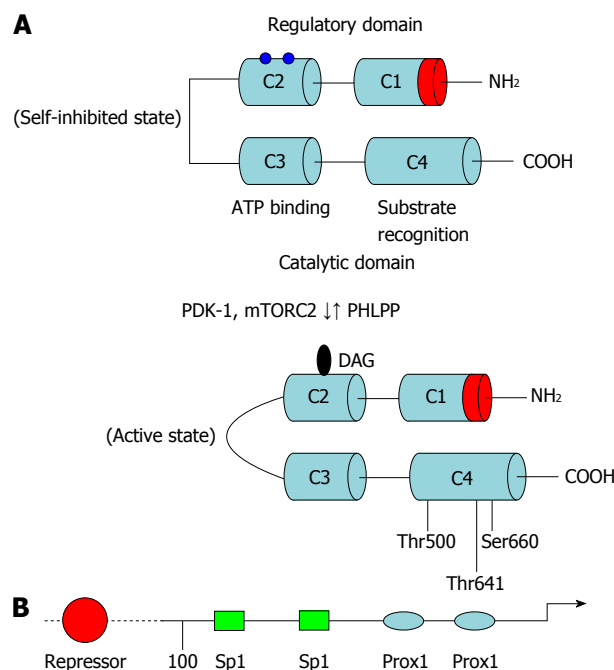 A
Regulatory domain
C2
C1
NH2
(Self-inhibited state)
C3
C4
COOH
ATP binding
Substrate
recognition
Catalytic domain
PDK-1, mTORC2 ↓↑ PHLPP
DAG
C2
C1
NH2
(Active state)
C3
C4
COOH
Thr500
Ser660
Thr641
B
Repressor
100
Sp1
Sp1
Prox1
Prox1